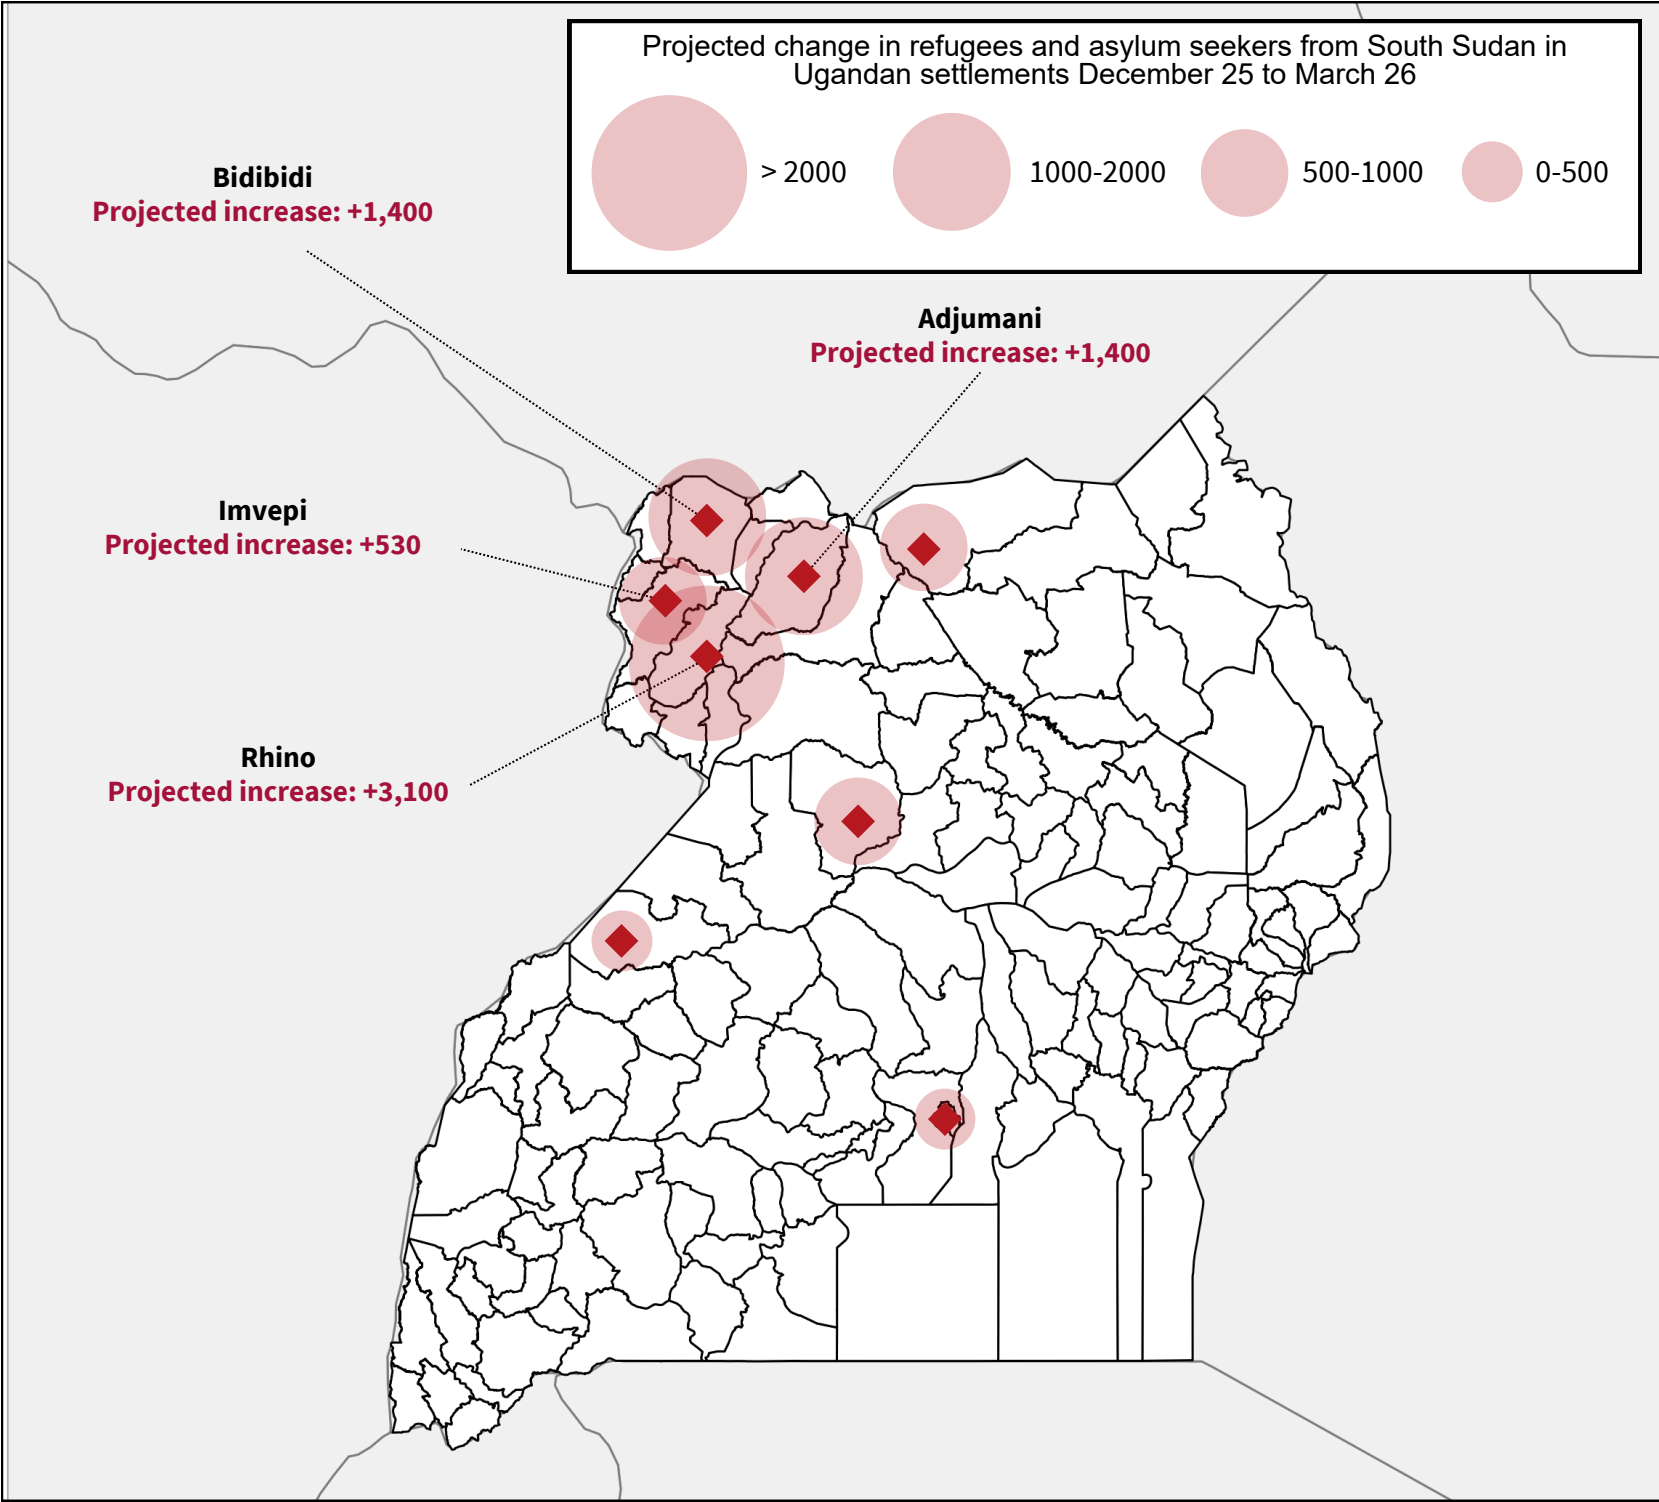 Projected change in refugees and asylum seekers from South Sudan in
Ugandan settlements December 25 to March 26
> 2000
1000-2000
500-1000
0-500
Bidibidi
Projected increase: +1,400
Adjumani
Projected increase: +1,400
Imvepi
Projected increase: +530
Rhino
Projected increase: +3,100